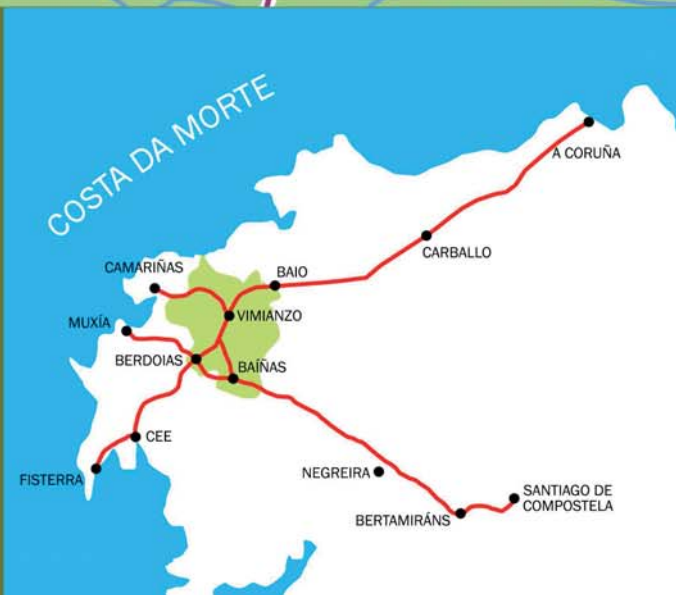 COSTA DA MORTE
A CORUÑA
CARBALLO
CAMARIÑAS
BAIO
MUXÍA
VIMIANZO
BERDOIAS
BAÍÑAS
CEE
FISTERRA
NEGREIRA
SANTIAGO DE
COMPOSTELA
BERTAMIRÁNS